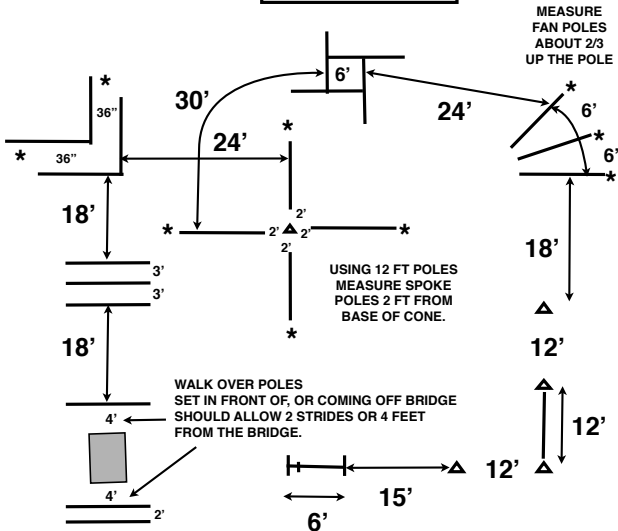 MEASURE
FAN POLES
ABOUT 2/3
UP THE POLE
*
36”
*
36”
30’
6’
24’
*
6’
*
6’
*
24’
*
18’
*
2’
2’
2’
2’
*
*
3’
3’
18’
USING 12 FT POLES
MEASURE SPOKE
POLES 2 FT FROM
BASE OF CONE.
18’
12’
WALK OVER POLES
SET IN FRONT OF, OR COMING OFF BRIDGE
SHOULD ALLOW 2 STRIDES OR 4 FEET
FROM THE BRIDGE.
4’
4’
2’
6’
15’
12’
12’